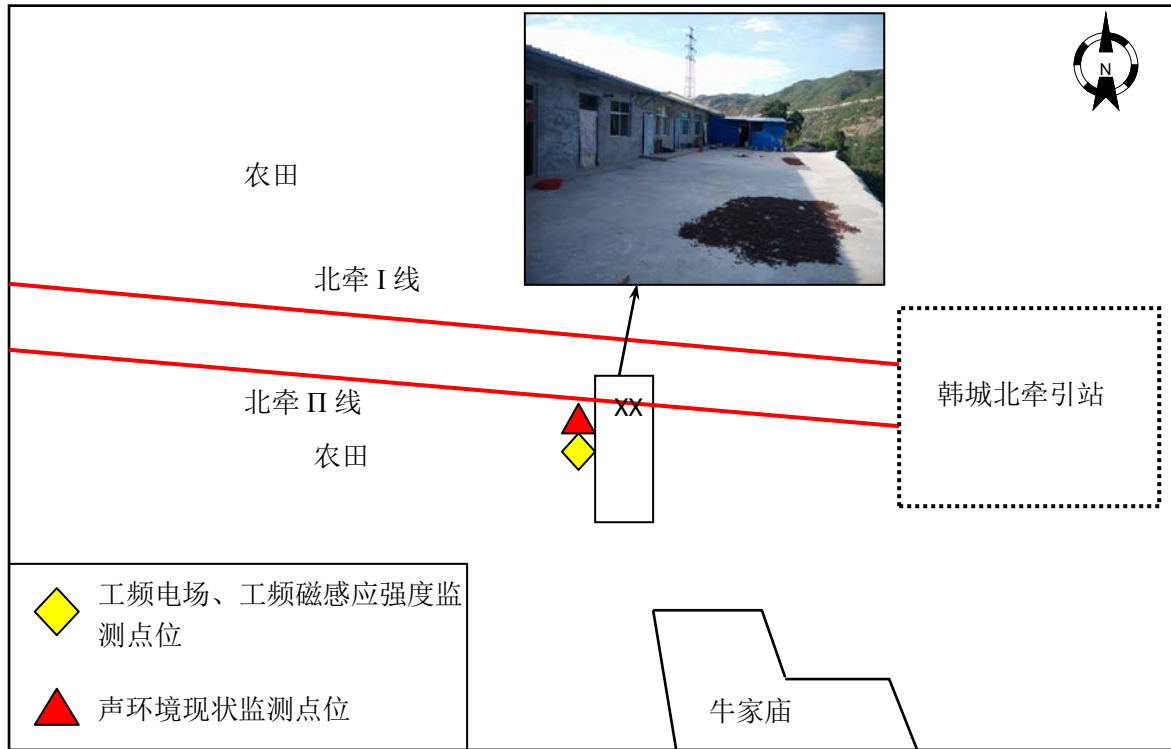 N
农田
北牵 I 线
北牵 Π 线
XX
韩城北牵引站
农田
工频电场、工频磁感应强度监
测点位
声环境现状监测点位
牛家庙